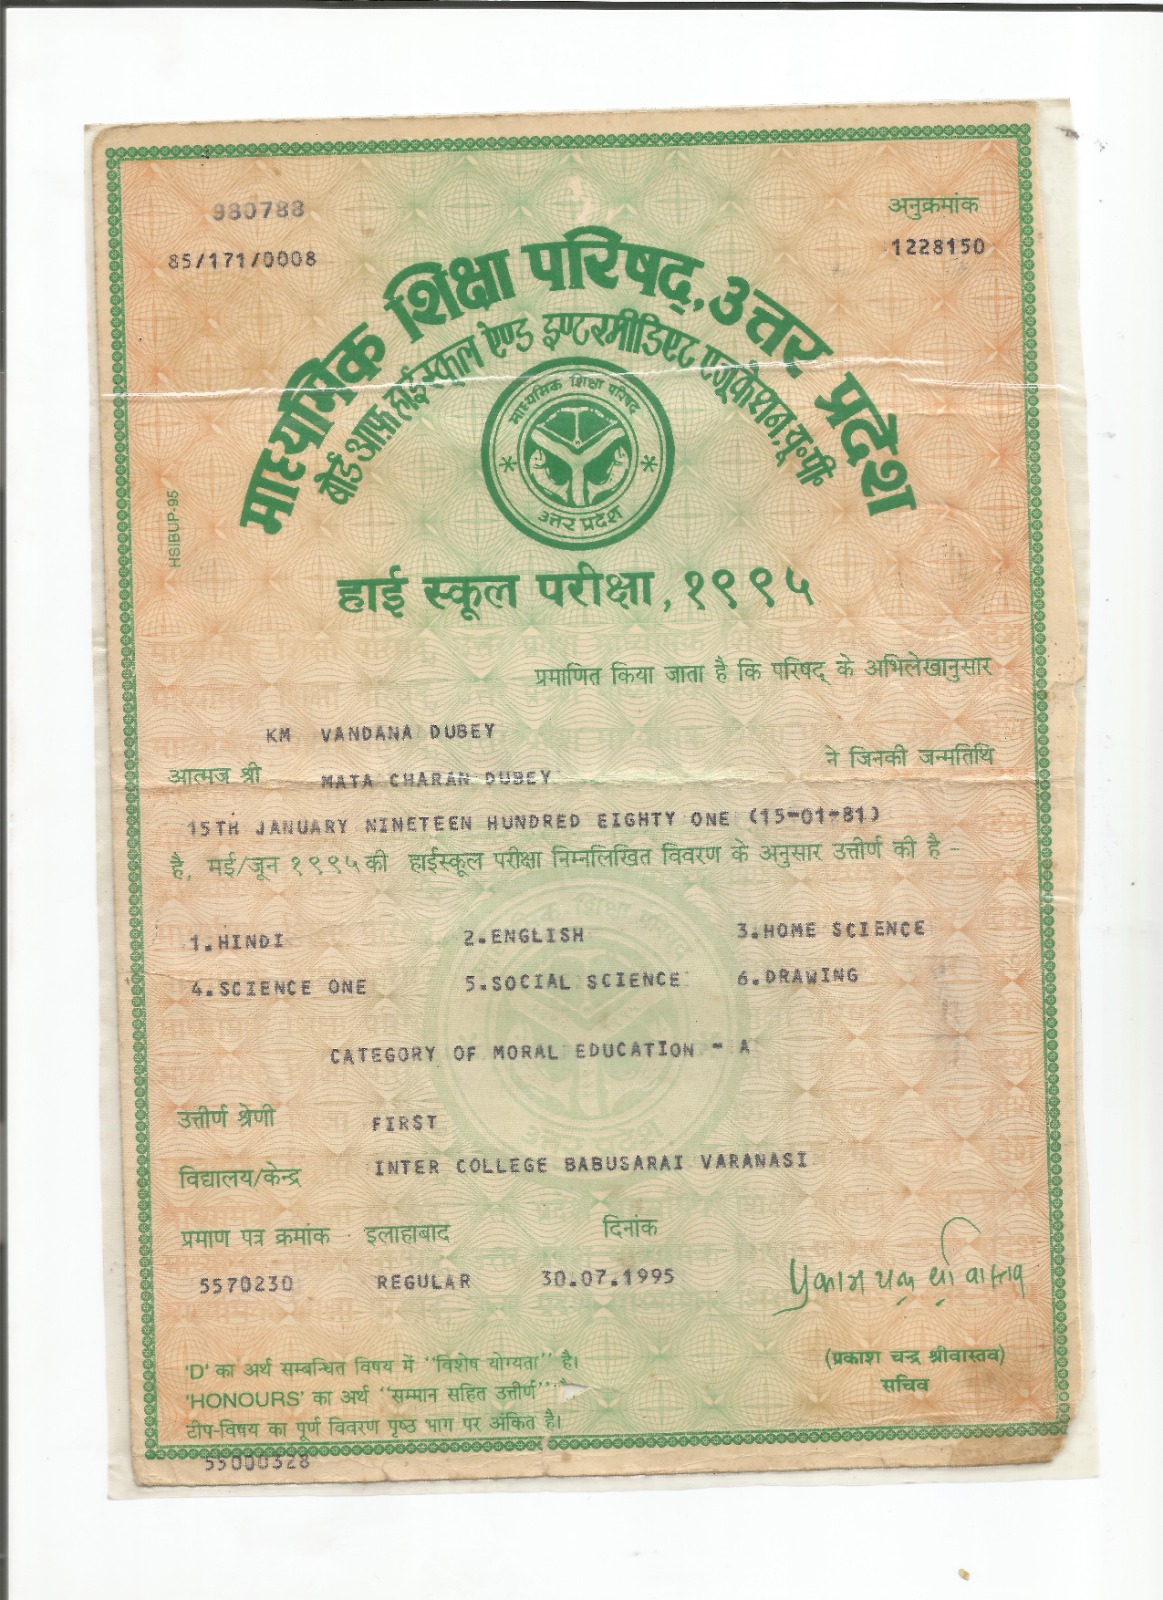 980788
अनुक्रमांक
85/171/0008
1228150
माध्यमिक शिक्षा परिषद्, उत्तर प्रदेश
बोर्ड आफ़ हाईस्कूल ऐण्ड इण्टरमीडिएट एजूकेशन, यू०पी०
माध्यमिक शिक्षा परिषद
उत्तर प्रदेश
HSIBUP-95
हाई स्कूल परीक्षा, १९९५
प्रमाणित किया जाता है कि परिषद् के अभिलेखानुसार
KM VANDANA DUBEY
आत्मज श्री MATA CHARAN DUBEY ने जिनकी जन्मतिथि
15TH JANUARY NINETEEN HUNDRED EIGHTY ONE (15-01-81)
है, मई/जून १९९५ की हाईस्कूल परीक्षा निम्नलिखित विवरण के अनुसार उत्तीर्ण की है -
1.HINDI 2.ENGLISH 3.HOME SCIENCE
4.SCIENCE ONE 5.SOCIAL SCIENCE 6.DRAWING
CATEGORY OF MORAL EDUCATION - A
उत्तीर्ण श्रेणी FIRST
विद्यालय/केन्द्र INTER COLLEGE BABUSARAI VARANASI
प्रमाण पत्र क्रमांक इलाहाबाद दिनांक
5570230 REGULAR 30.07.1995
प्रकाश चन्द्र श्रीवास्तव
(प्रकाश चन्द्र श्रीवास्तव)
सचिव
'D' का अर्थ सम्बन्धित विषय में "विशेष योग्यता" है।
'HONOURS' का अर्थ "सम्मान सहित उत्तीर्ण"
टीप-विषय का पूर्ण विवरण पृष्ठ भाग पर अंकित है।
55000328